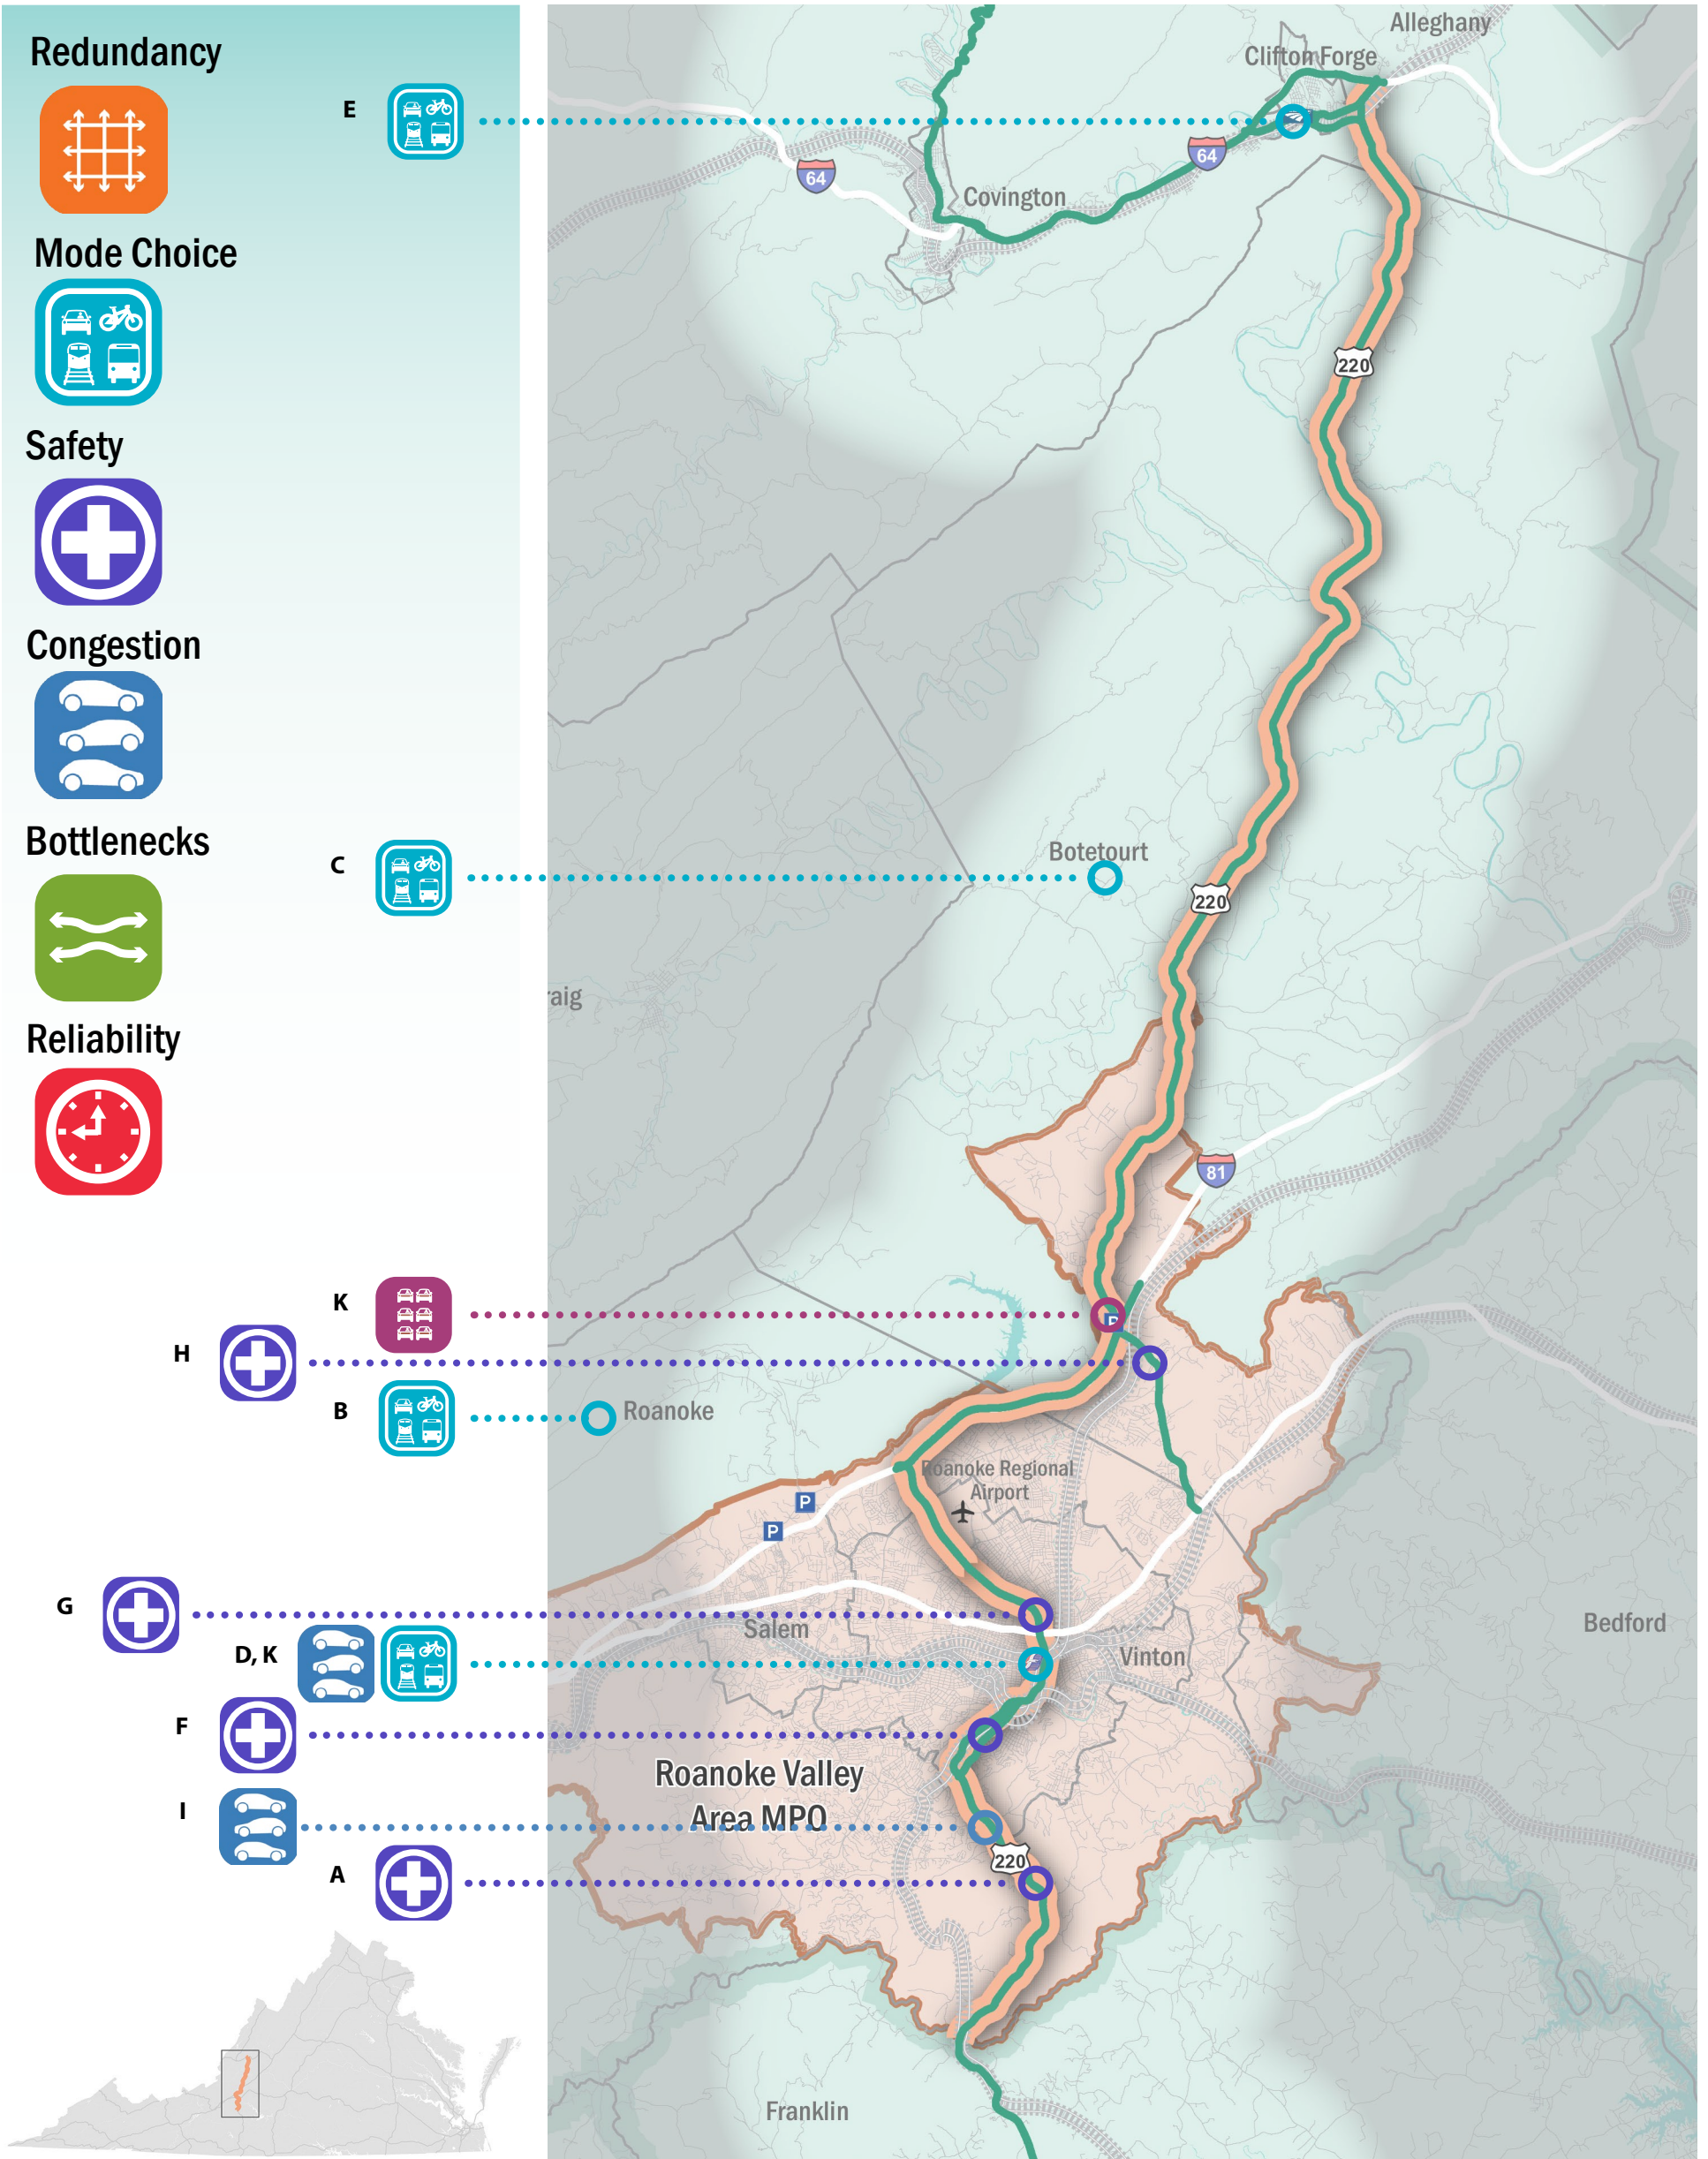 Redundancy
Mode Choice
Safety
Congestion
Bottlenecks
Reliability
E
C
K
H
B
G
D, K
F
I
A
Alleghany
Clifton Forge
64
64
Covington
220
Botetourt
220
raig
81
P
Roanoke
Roanoke Regional
Airport
P
P
Salem
Vinton
Bedford
Roanoke Valley
Area MPO
220
Franklin